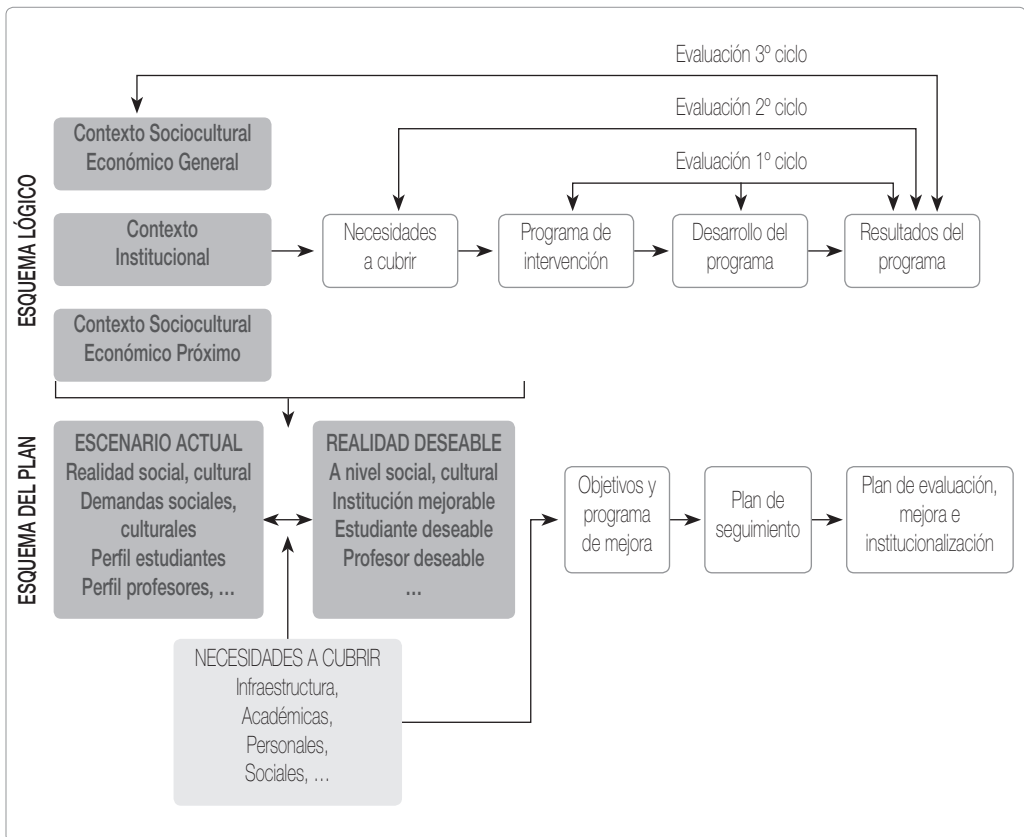 Evaluación 3º ciclo
Evaluación 2º ciclo
Evaluación 1º ciclo
ESQUEMA LÓGICO
Contexto Sociocultural
Económico General
Contexto
Institucional
Contexto Sociocultural
Económico Próximo
Necesidades
a cubrir
Programa de
intervención
Desarrollo del
programa
Resultados del
programa
ESQUEMA DEL PLAN
ESCENARIO ACTUAL
Realidad social, cultural
Demandas sociales,
culturales
Perfil estudiantes
Perfil profesores, ...
REALIDAD DESEABLE
A nivel social, cultural
Institución mejorable
Estudiante deseable
Profesor deseable
...
Objetivos y
programa
de mejora
Plan de
seguimiento
Plan de evaluación,
mejora e
institucionalización
NECESIDADES A CUBRIR
Infraestructura,
Académicas,
Personales,
Sociales, ...